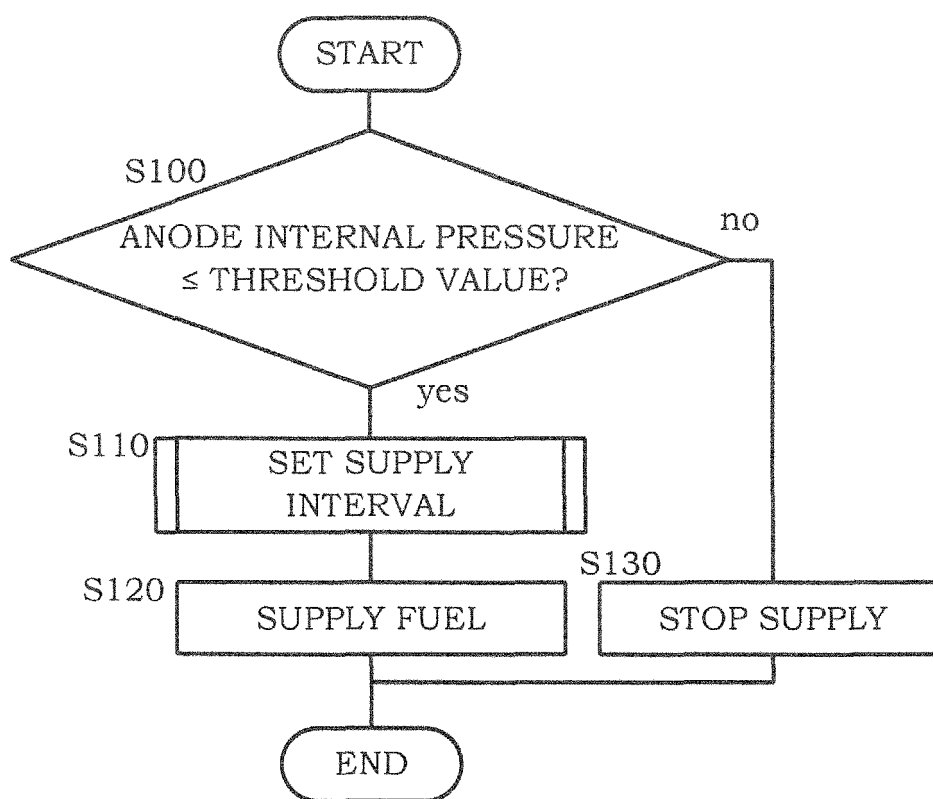 START
S100
ANODE INTERNAL PRESSURE
≤ THRESHOLD VALUE?
no
yes
S110
SET SUPPLY
INTERVAL
S120
SUPPLY FUEL
S130
STOP SUPPLY
END